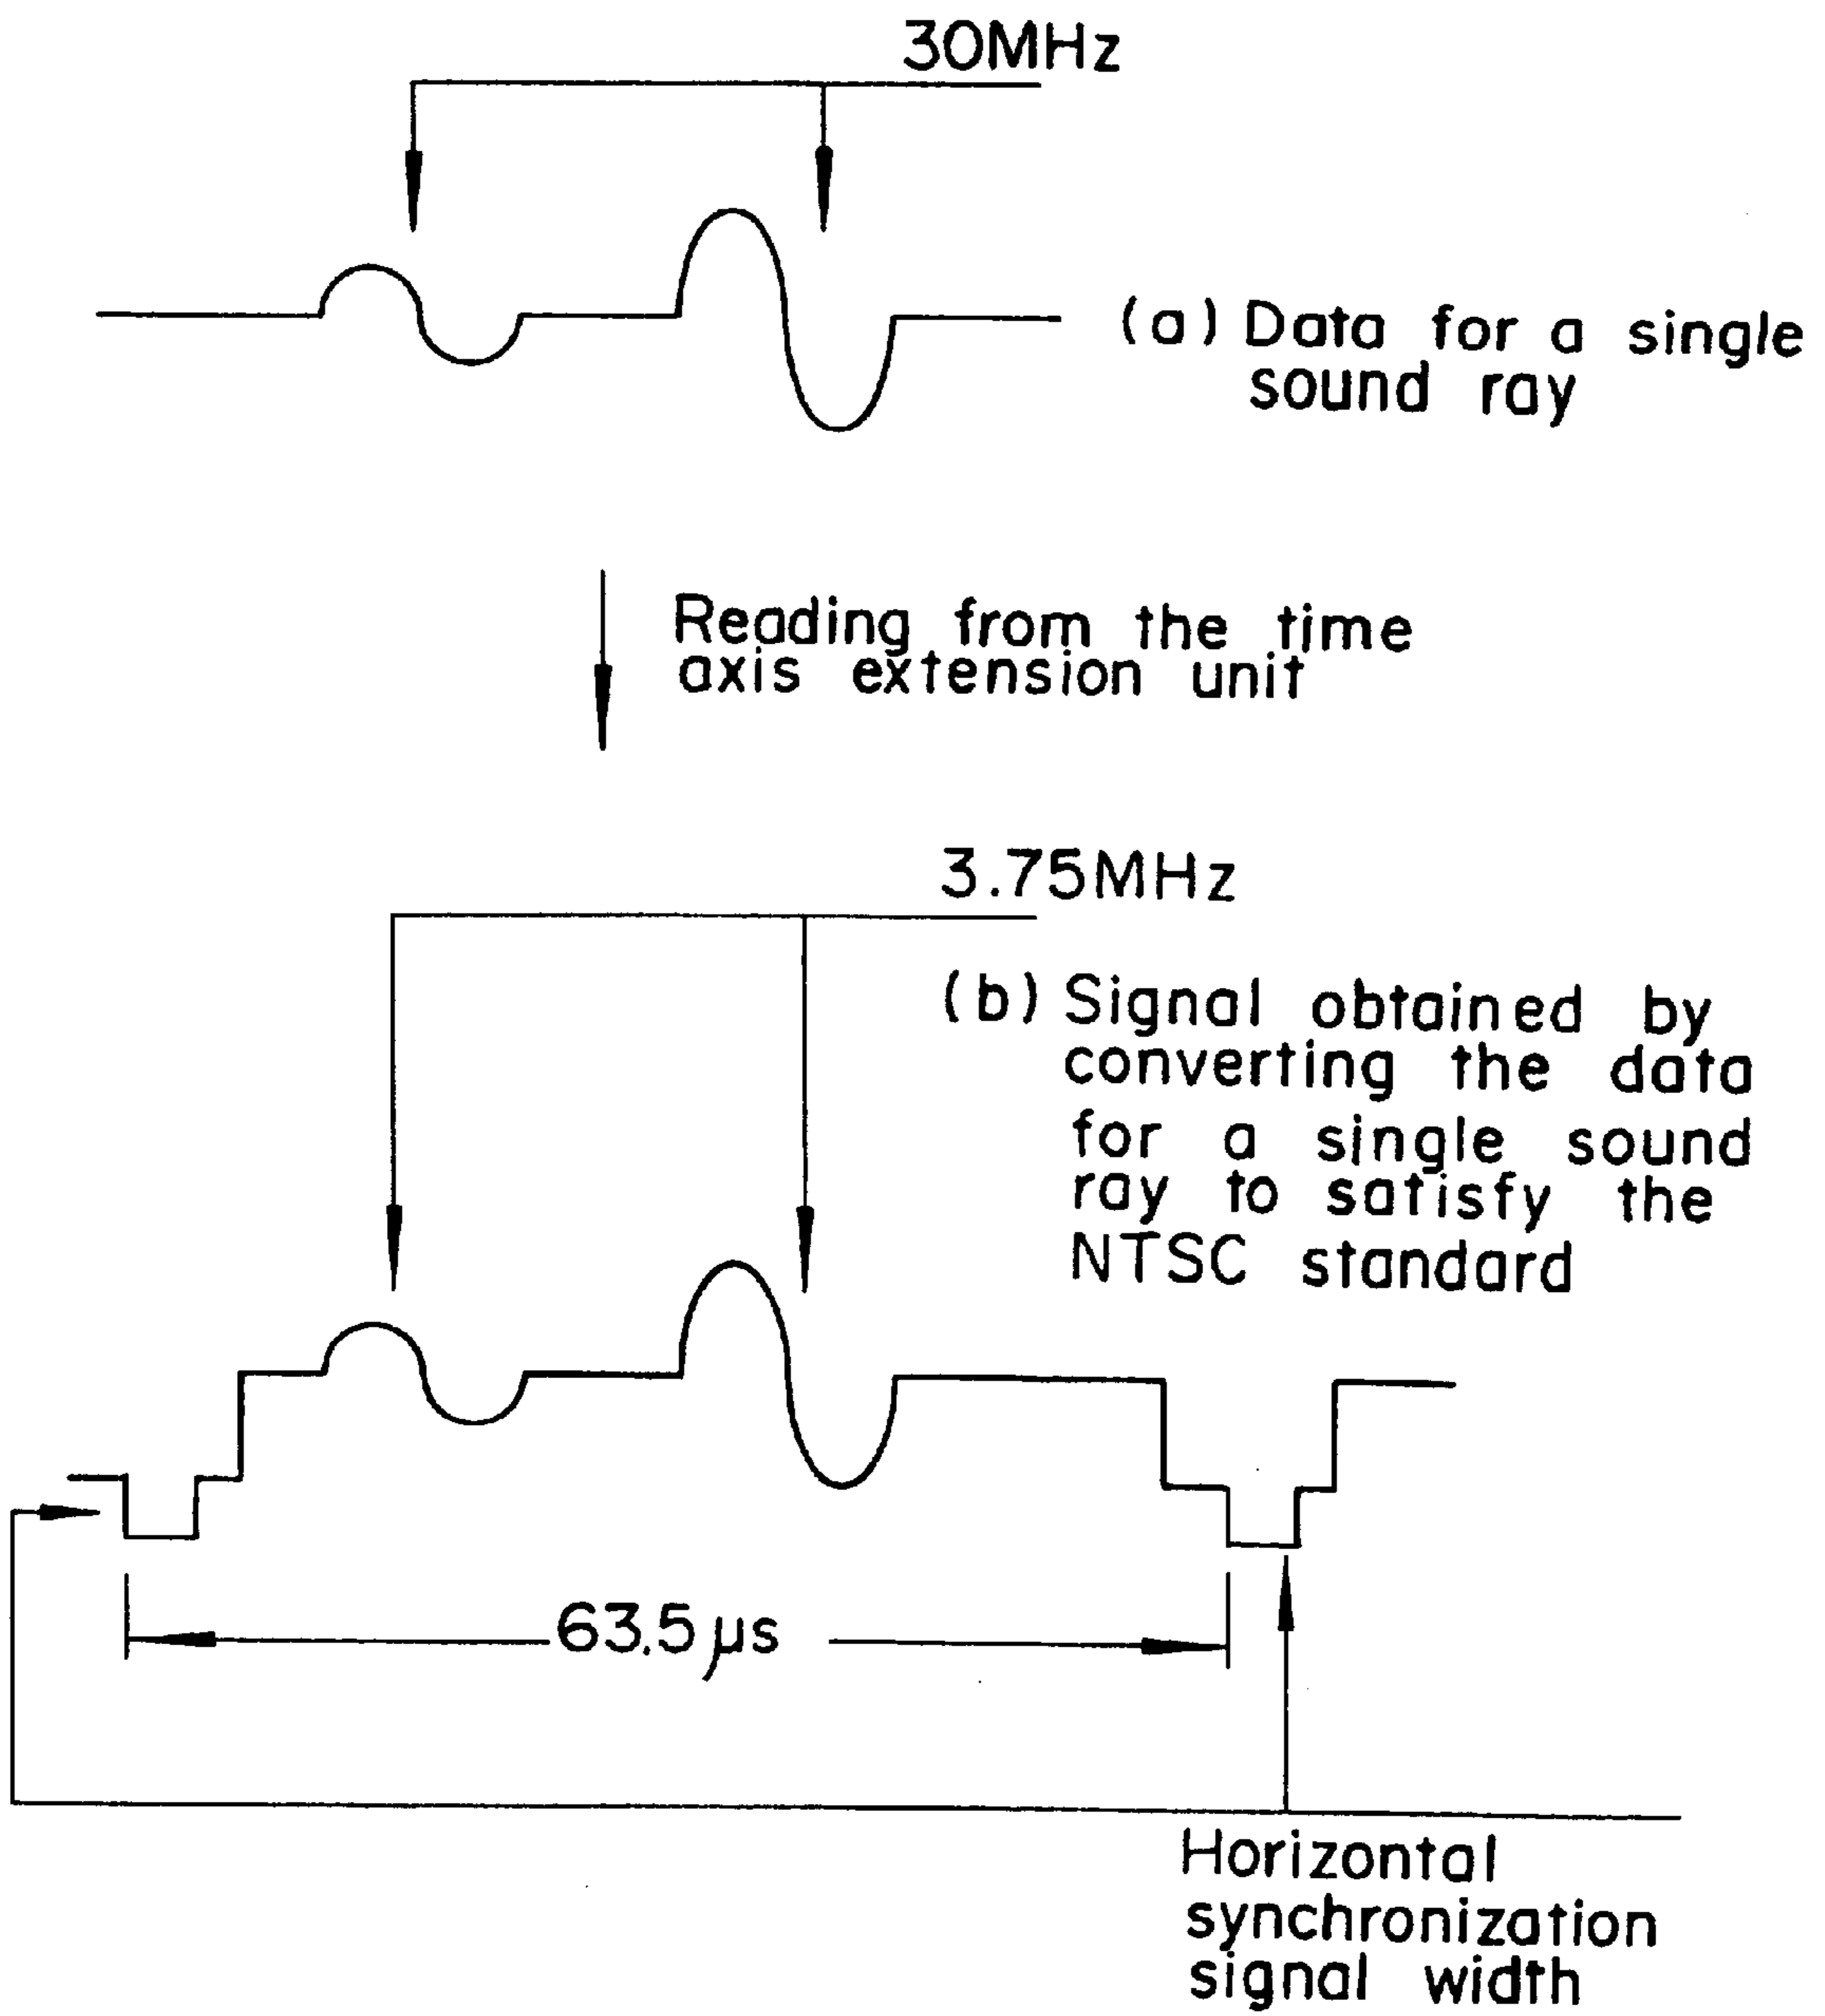 30MHz
(a) Data for a single
sound ray
Reading from the time
axis extension unit
3.75MHz
(b) Signal obtained by
converting the data
for a single sound
ray to satisfy the
NTSC standard
63.5μs
Horizontal
synchronization
signal width